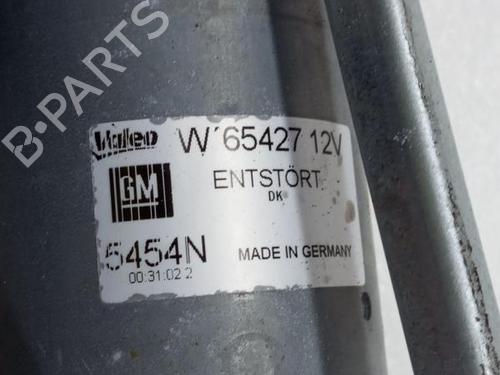 B-PARTS
Valeo W 65427 12V
GM ENTSTÖRT
DK
5454N MADE IN GERMANY
00:31:02 2